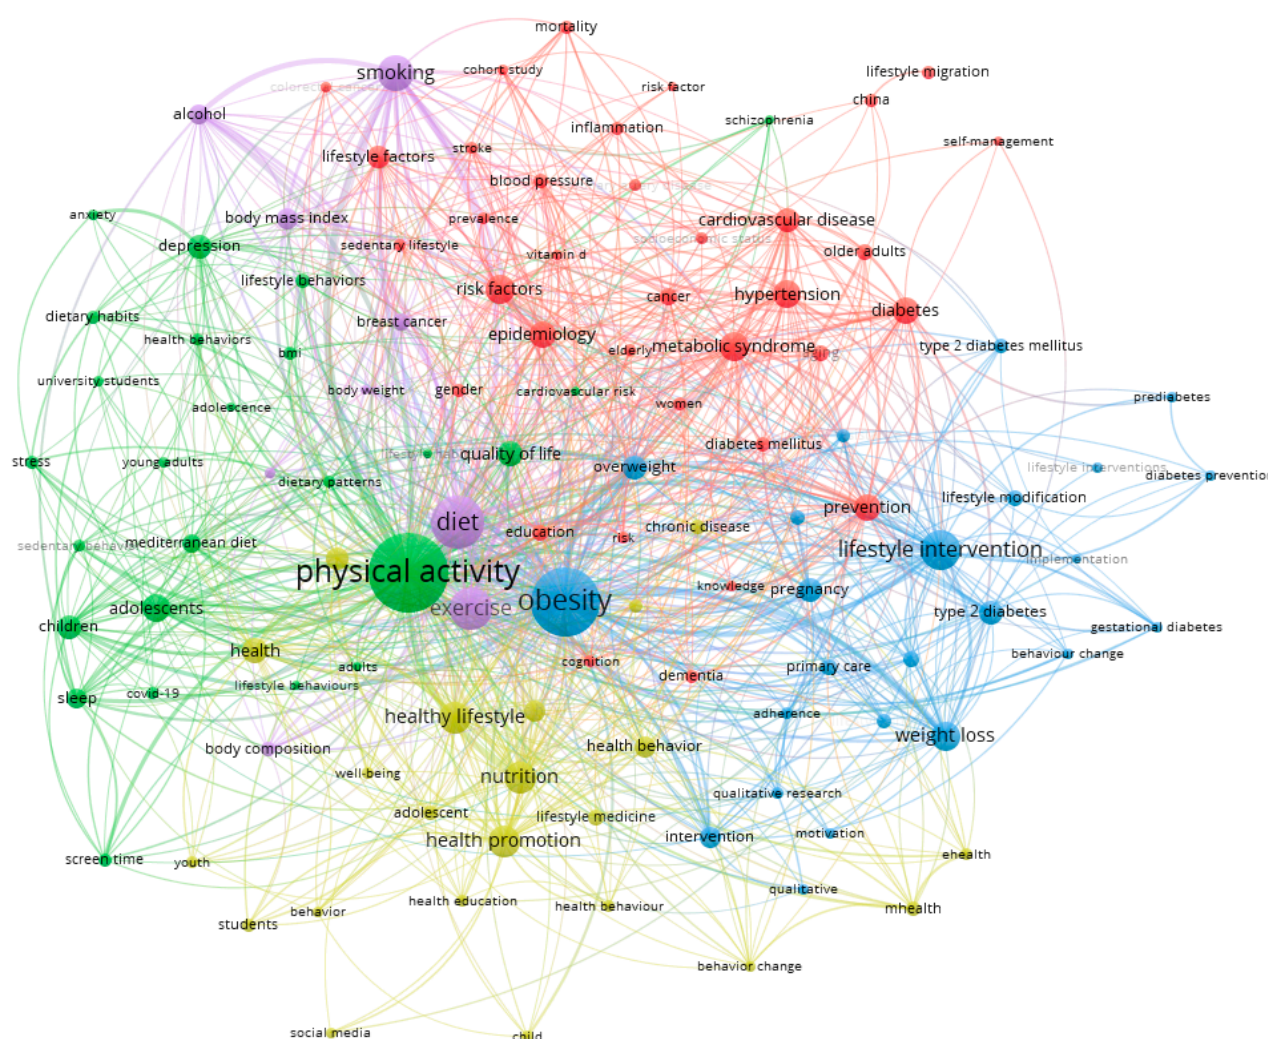 mortality
smoking
cohort study
lifestyle migration
risk factor
china
alcohol
schizophrenia
inflammation
self-management
stroke
lifestyle factors
blood pressure
anxiety
body mass index
prevalence
cardiovascular disease
depression
sedentary lifestyle
socioeconomic status
older adults
vitamin d
lifestyle behaviors
risk factors
cancer
hypertension
diabetes
dietary habits
breast cancer
epidemiology
health behaviors
bmi
elderly
metabolic syndrome
aging
type 2 diabetes mellitus
university students
body weight
gender
cardiovascular risk
prediabetes
adolescence
women
diabetes mellitus
stress
young adults
quality of life
overweight
lifestyle interventions
diabetes prevention
dietary patterns
lifestyle modification
prevention
diet
chronic disease
education
risk
sedentary behavior
mediterranean diet
lifestyle intervention
implementation
physical activity
knowledge
pregnancy
obesity
adolescents
exercise
type 2 diabetes
children
gestational diabetes
health
behaviour change
cognition
adults
primary care
dementia
lifestyle behaviours
sleep
covid-19
adherence
healthy lifestyle
weight loss
body composition
health behavior
well-being
nutrition
qualitative research
adolescent
lifestyle medicine
intervention
motivation
health promotion
ehealth
screen time
youth
qualitative
health education
health behaviour
mhealth
behavior
students
behavior change
social media
child